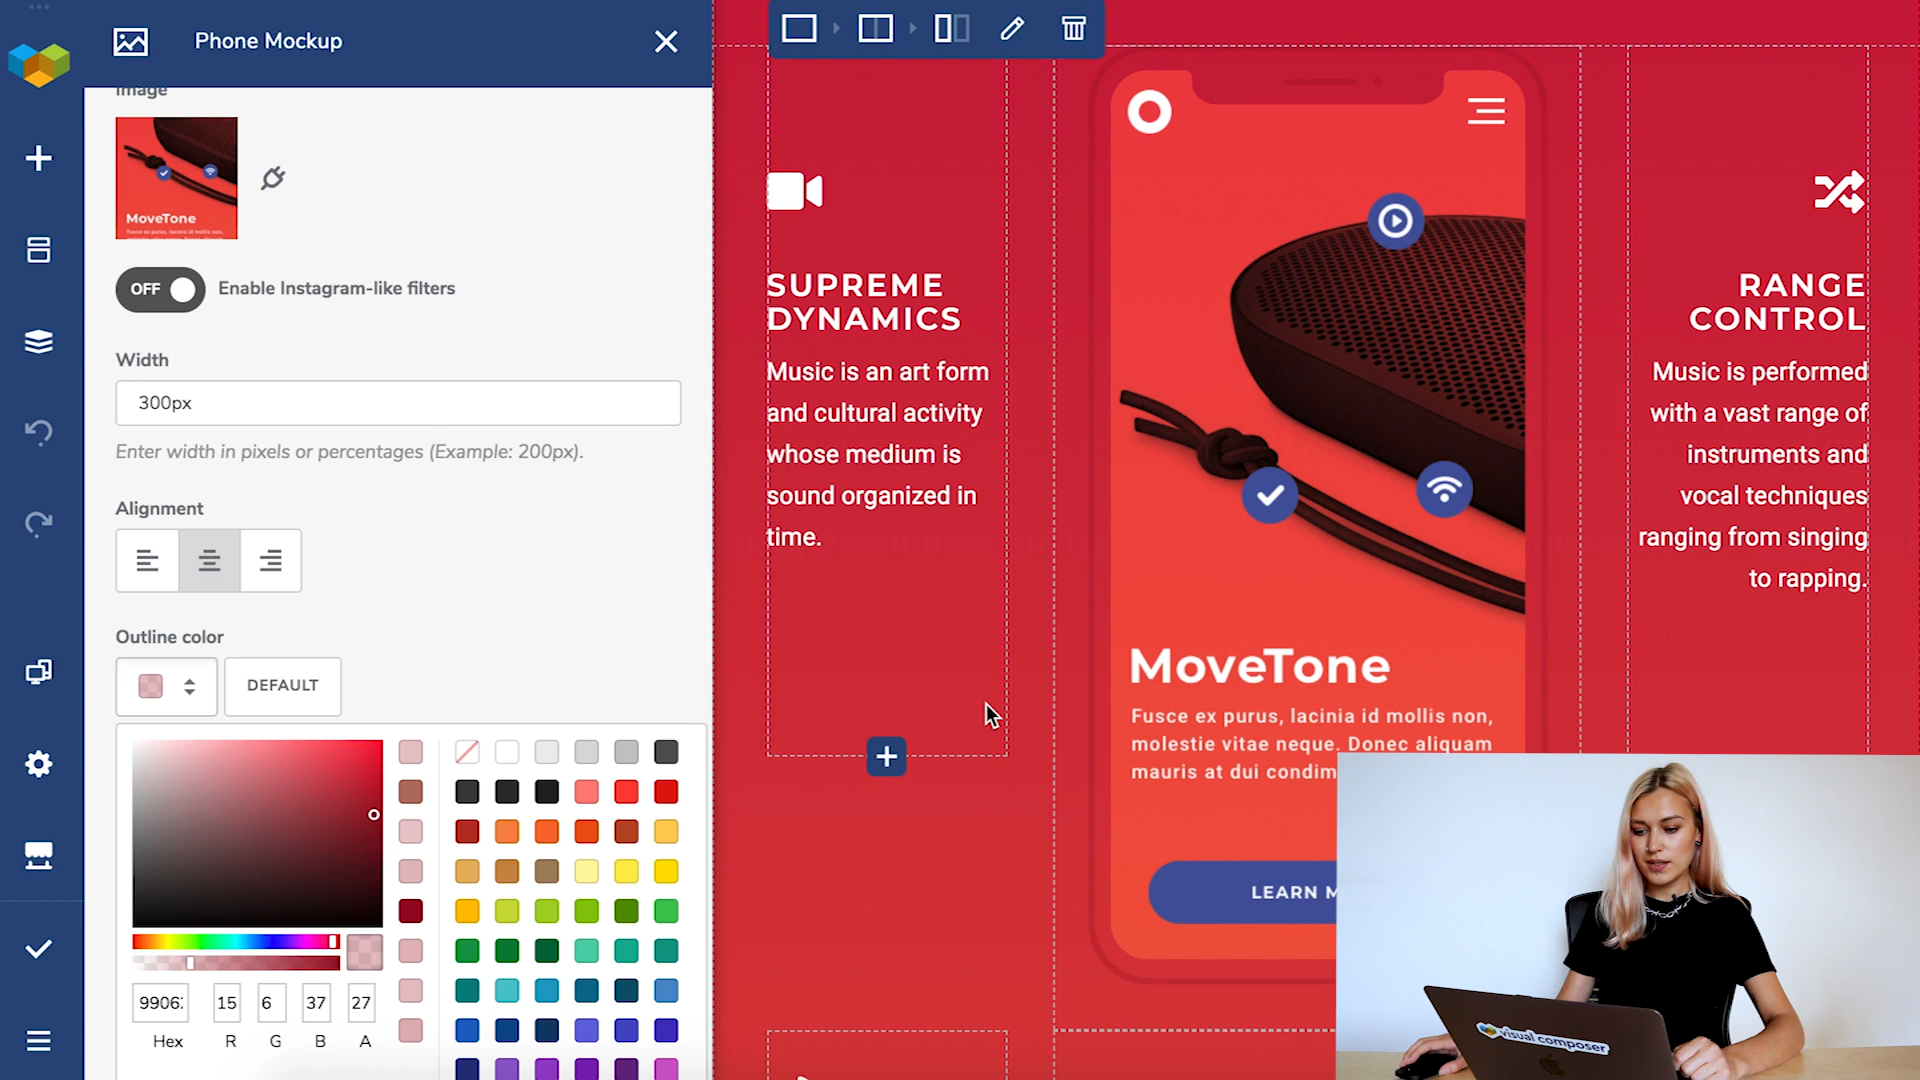 Phone Mockup
Image
MoveTone
OFF
Enable Instagram-like filters
Width
300px
Enter width in pixels or percentages (Example: 200px).
Alignment
Outline color
DEFAULT
9906
15
6
37
27
Hex
R
G
B
A
SUPREME
DYNAMICS
Music is an art form
and cultural activity
whose medium is
sound organized in
time.
MoveTone
Fusce ex purus, lacinia id mollis non,
molestie vitae neque. Donec aliquam
mauris at dui condim
LEARN M
RANGE
CONTROL
Music is performed
with a vast range of
instruments and
vocal techniques
ranging from singing
to rapping.
visual composer